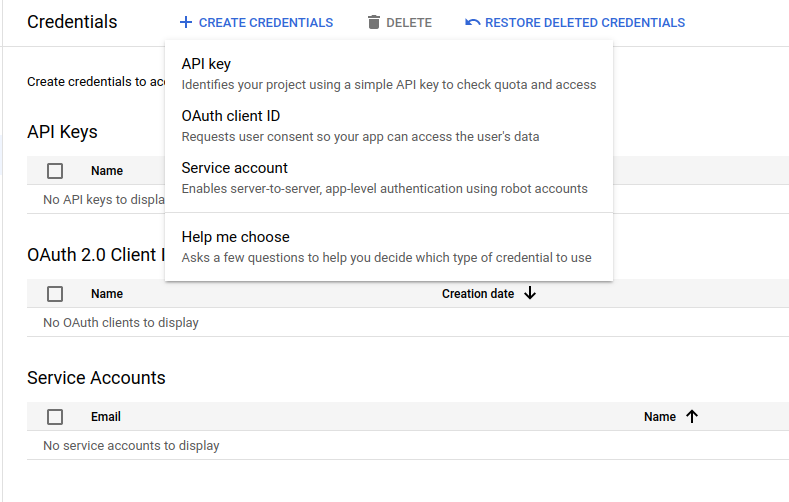 Credentials
CREATE CREDENTIALS
DELETE
RESTORE DELETED CREDENTIALS
Create credentials to
API key
Identifies your project using a simple API key to check quota and access
OAuth client ID
Requests user consent so your app can access the user's data
Service account
Enables server-to-server, app-level authentication using robot accounts
Help me choose
Asks a few questions to help you decide which type of credential to use
API Keys
Name
No API keys to displa
OAuth 2.0 Client I
Name Creation date
No OAuth clients to display
Service Accounts
Email Name
No service accounts to display